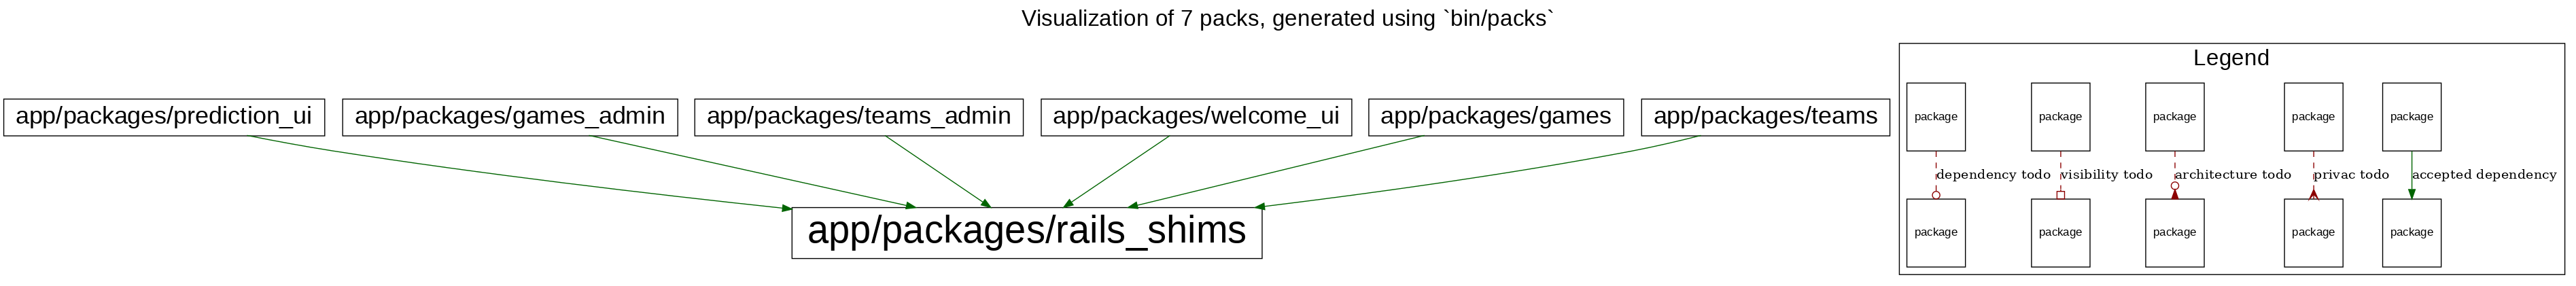 Visualization of 7 packs, generated using `bin/packs`
Legend
app/packages/prediction_ui
app/packages/games_admin
app/packages/teams_admin
app/packages/welcome_ui
app/packages/games
app/packages/teams
package
package
package
package
package
dependency todo
visibility todo
architecture todo
privac todo
accepted dependency
app/packages/rails_shims
package
package
package
package
package